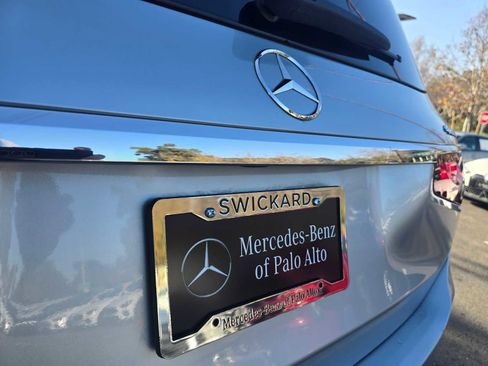 SWICKARD
Mercedes-Benz
of Palo Alto
Mercedes-Benz of Palo Alto